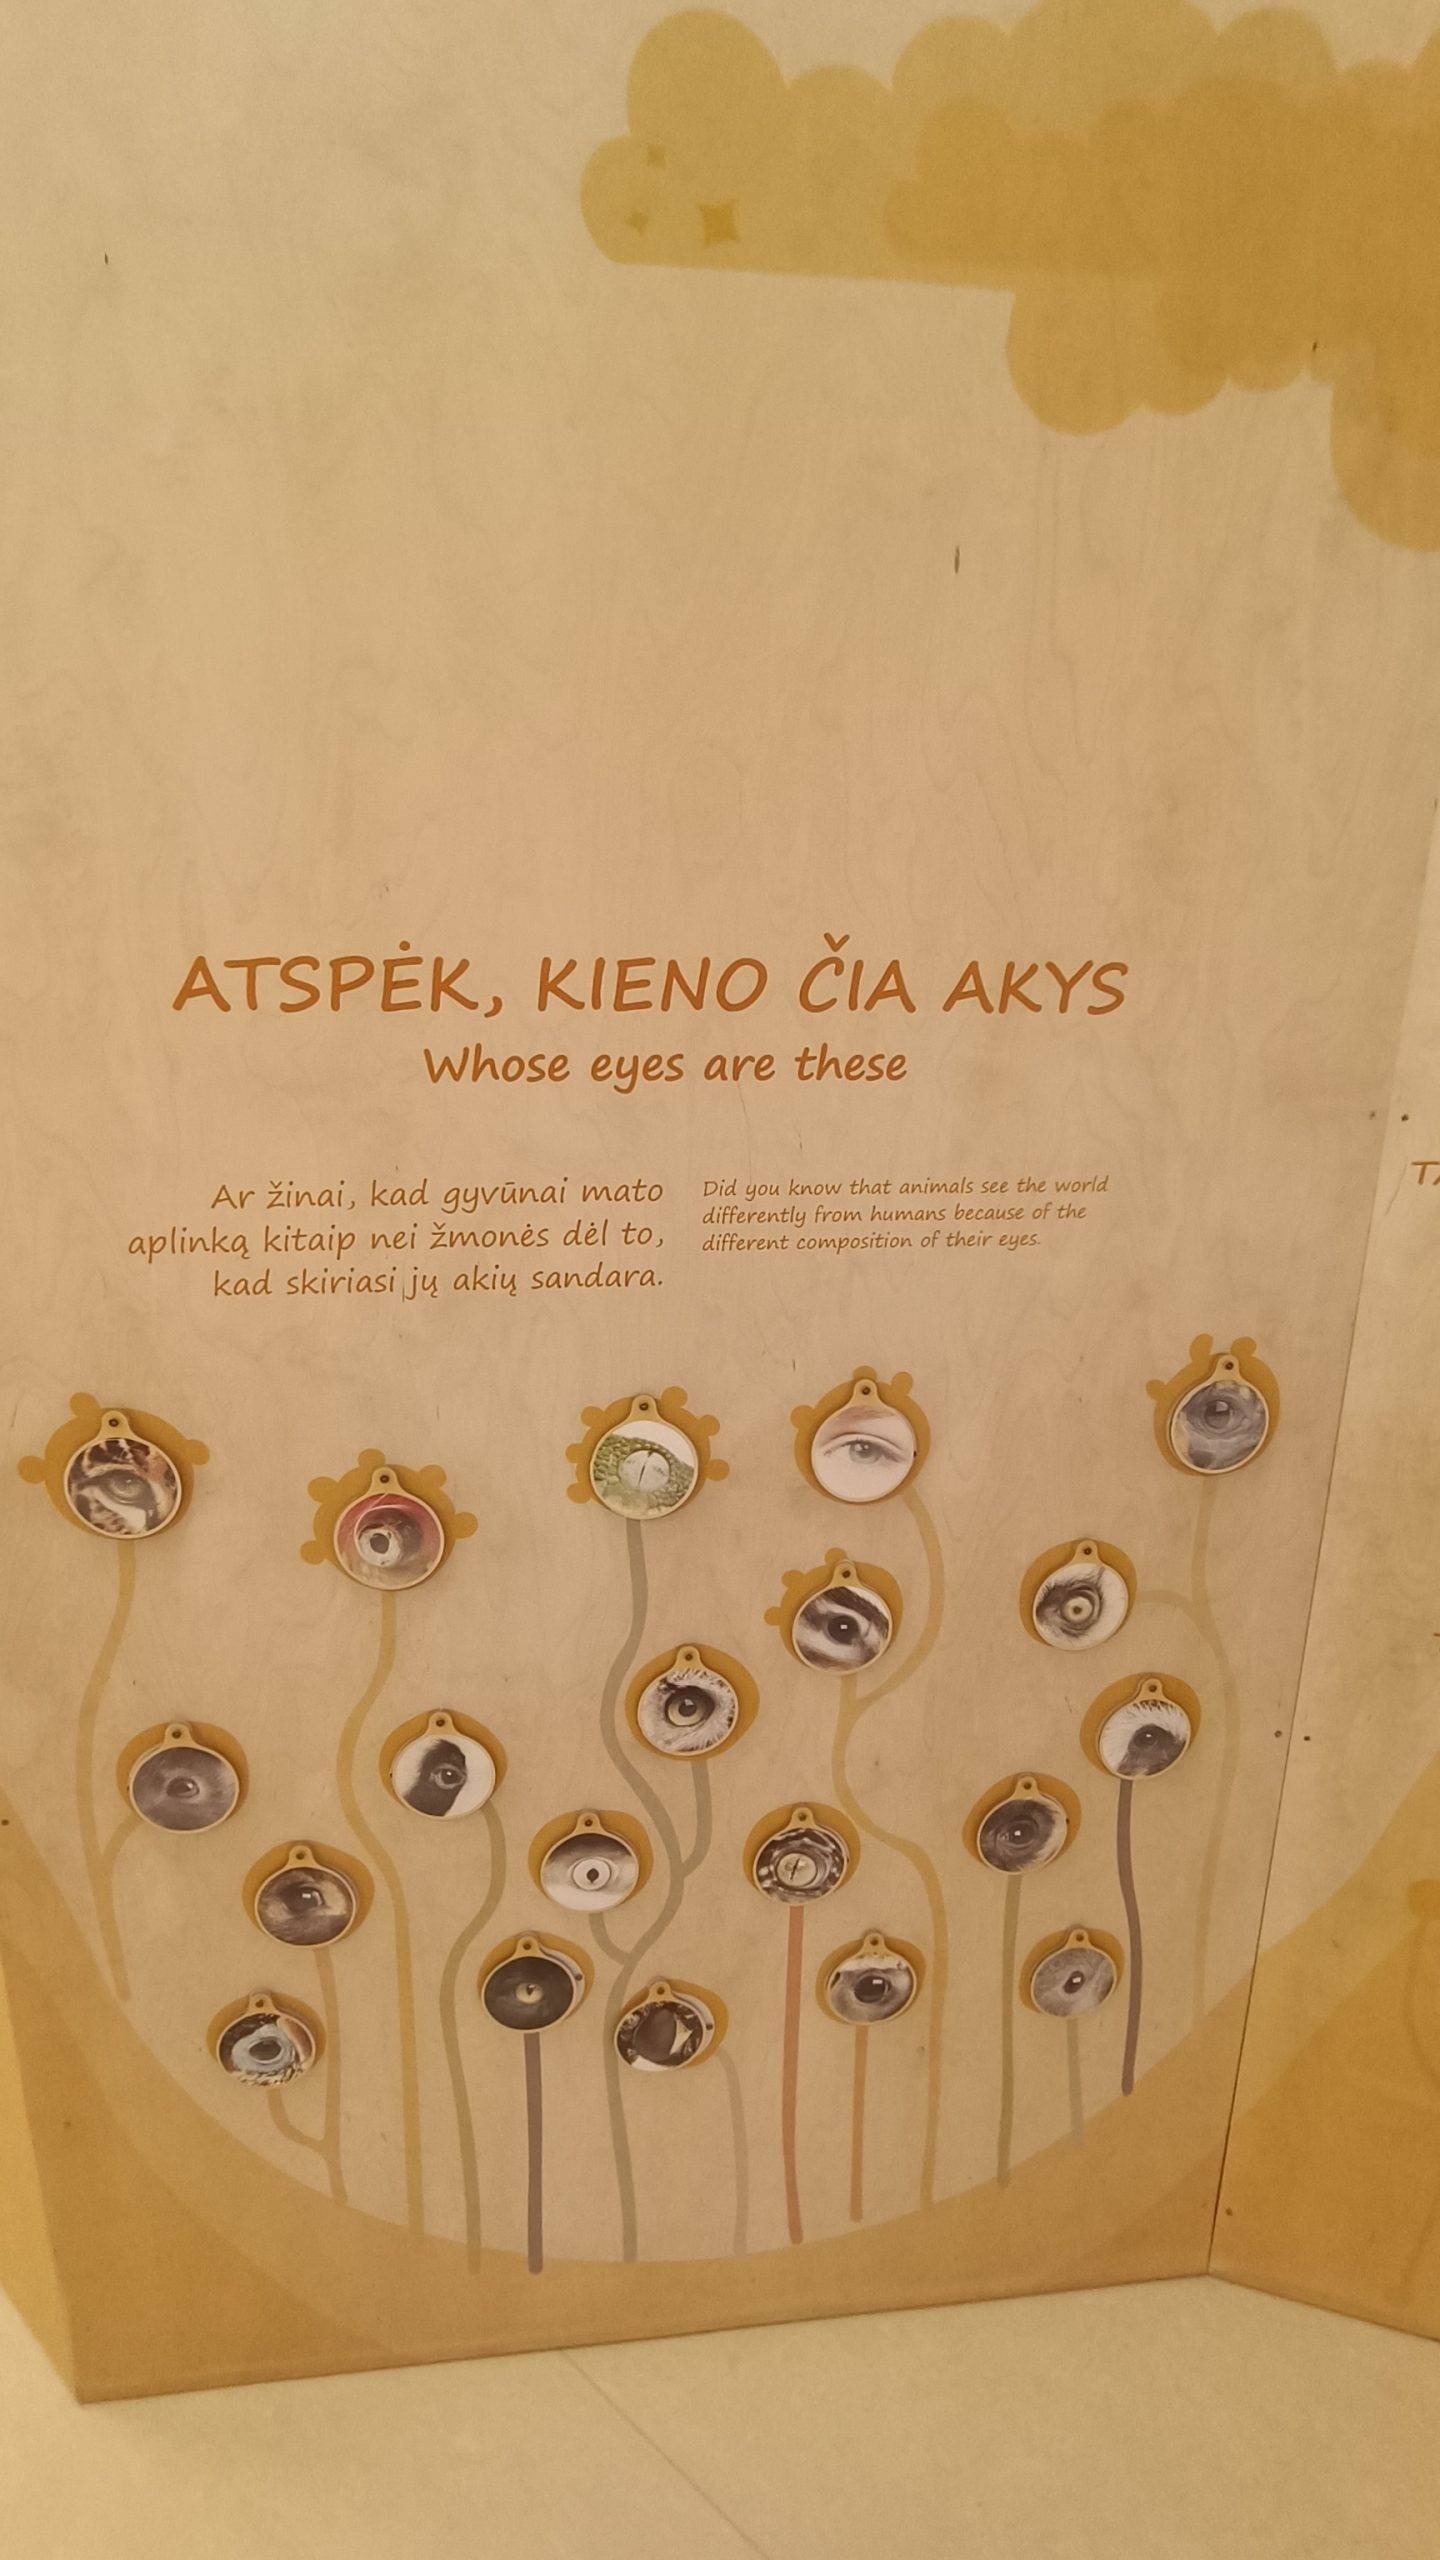 ATSPĖK, KIENO ČIA AKYS
Whose eyes are these
Ar žinai, kad gyvūnai mato
aplinką kitaip nei žmonės dėl to,
kad skiriasi jų akių sandara.
Did you know that animals see the world
differently from humans because of the
different composition of their eyes.